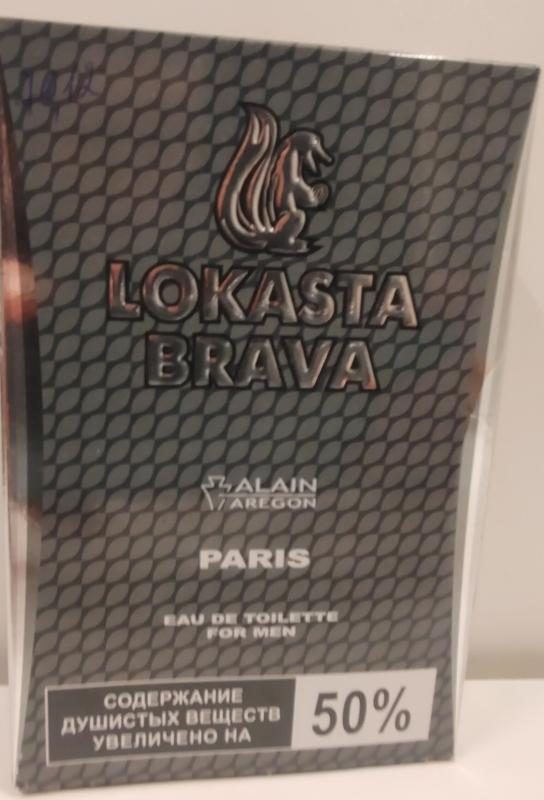 LOKASTA
BRAVA
ALAIN
AREGON
PARIS
EAU DE TOILETTE
FOR MEN
СОДЕРЖАНИЕ
ДУШИСТЫХ ВЕЩЕСТВ
УВЕЛИЧЕНО НА
50%